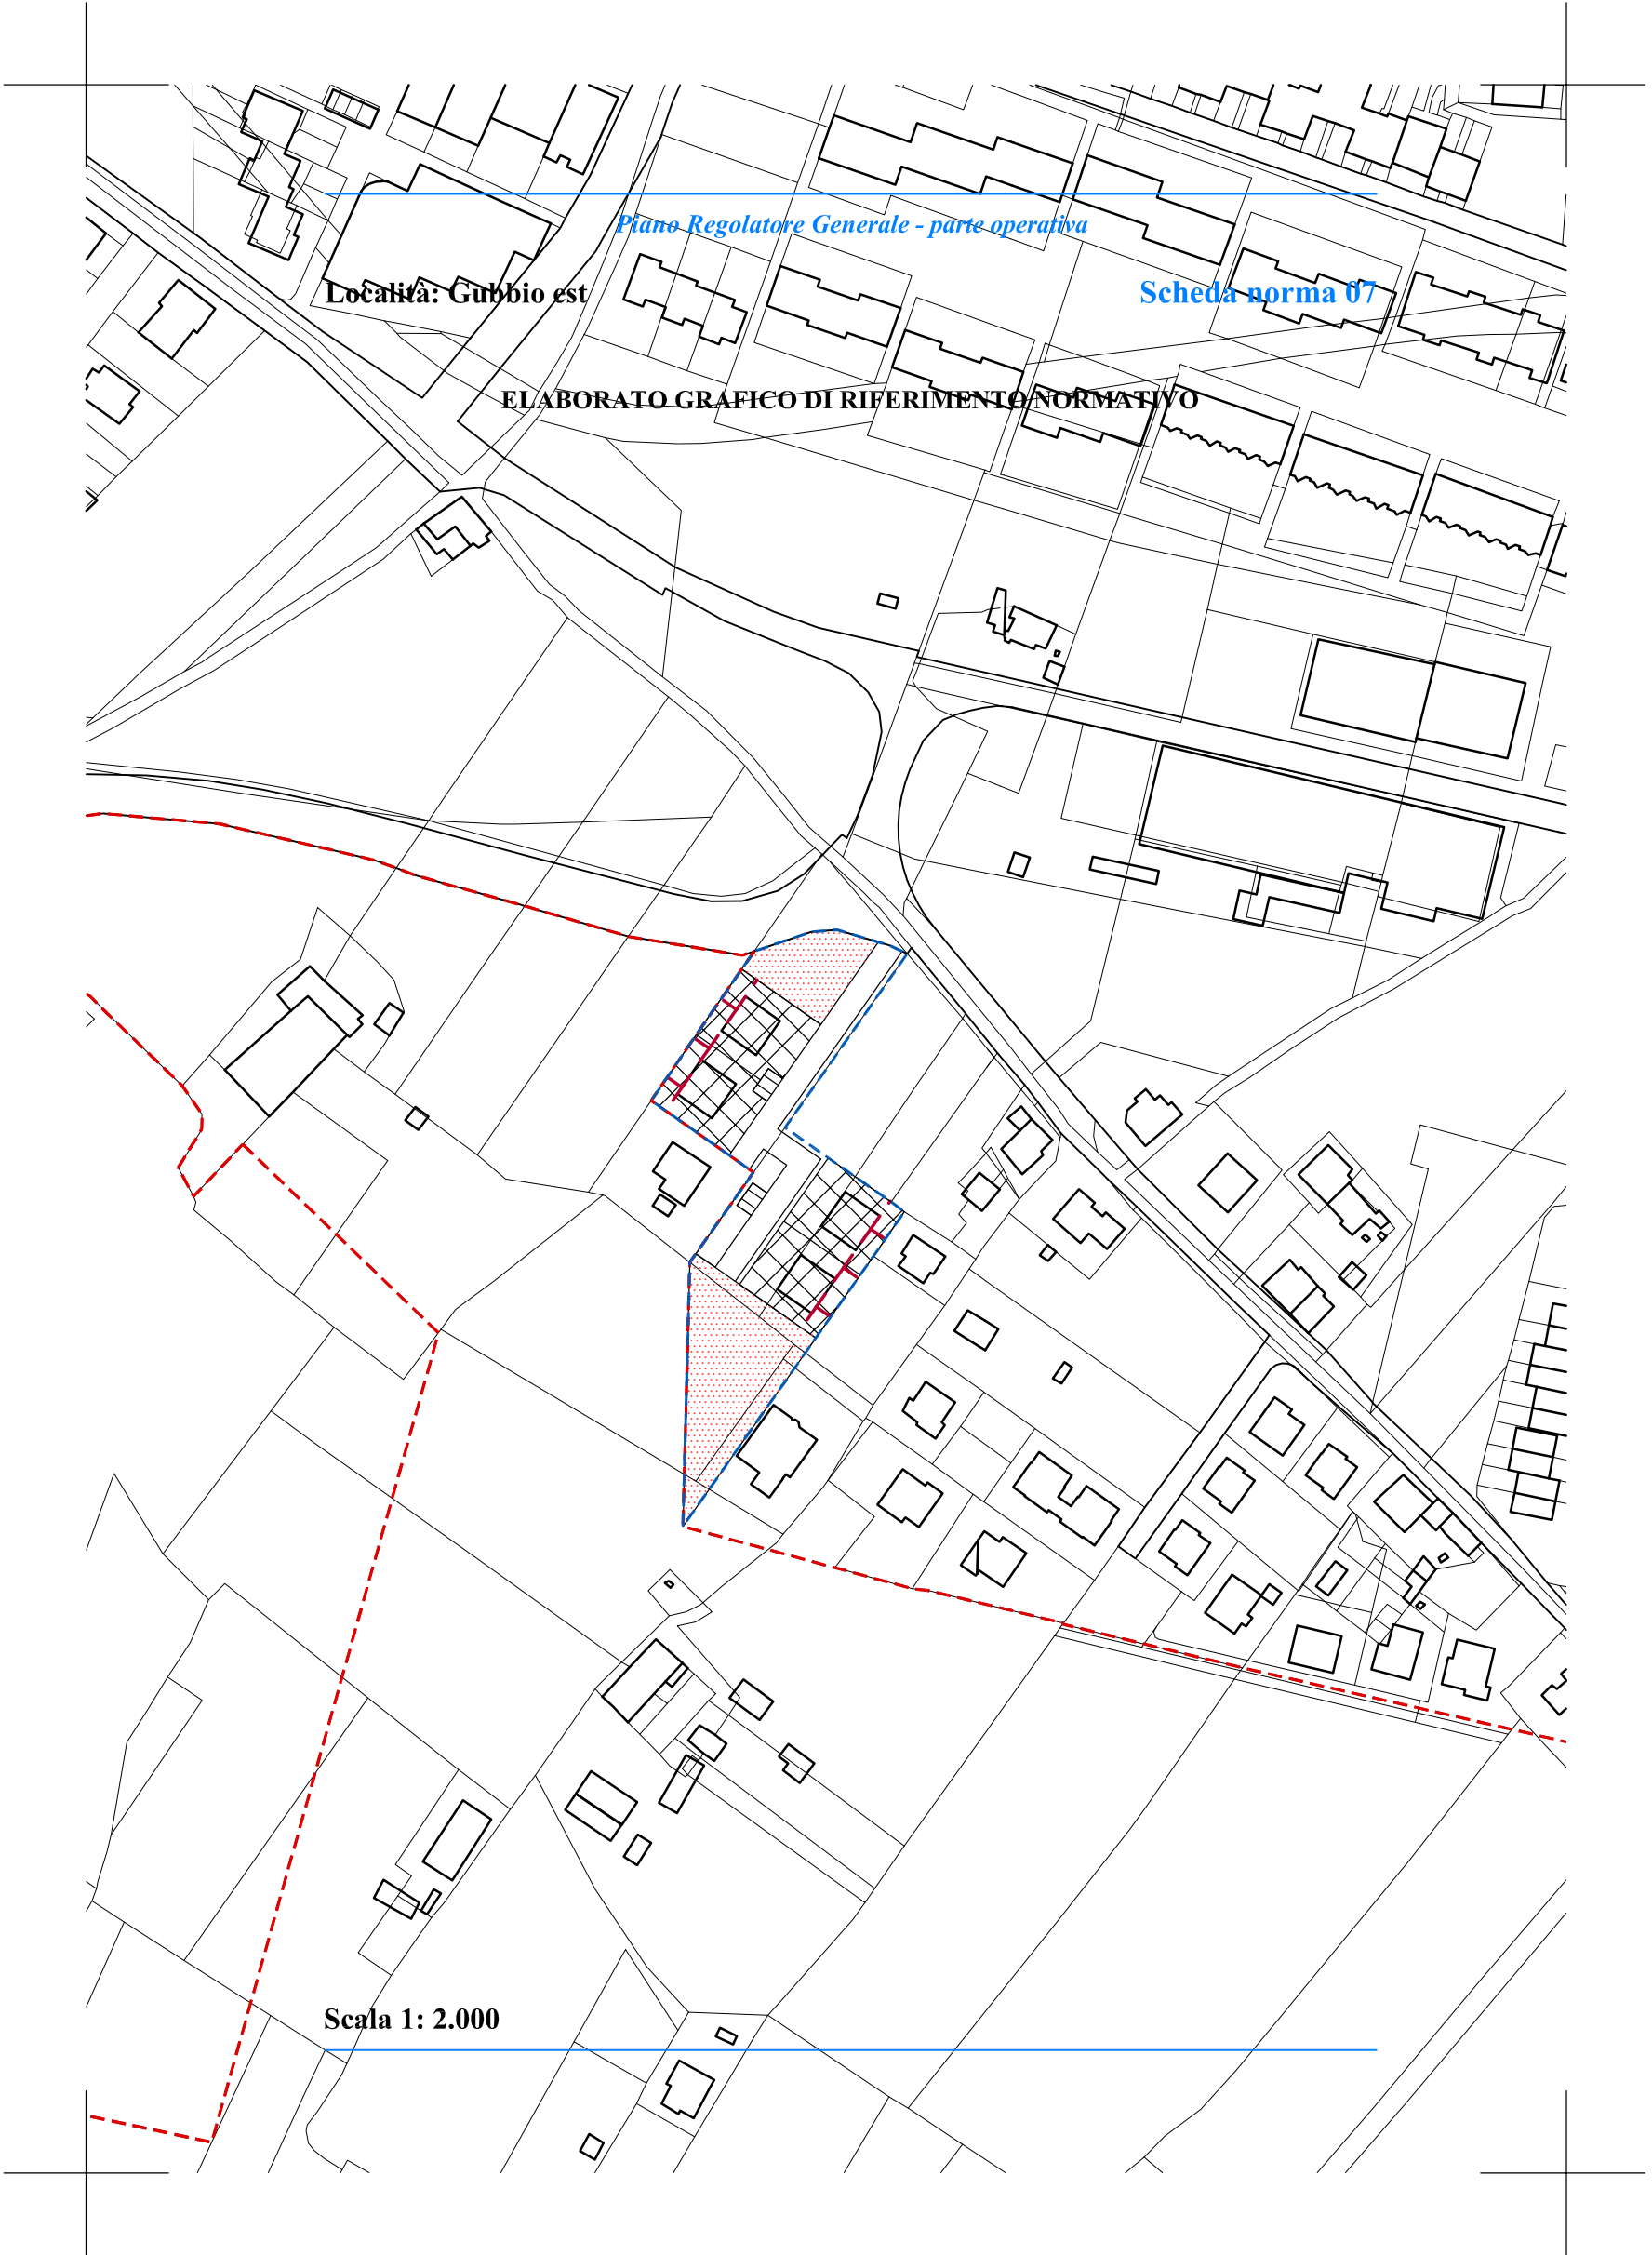 Piano Regolatore Generale - parte operativa
Località: Gubbio est
Scheda norma 07
ELABORATO GRAFICO DI RIFERIMENTO NORMATIVO
Scala 1: 2.000